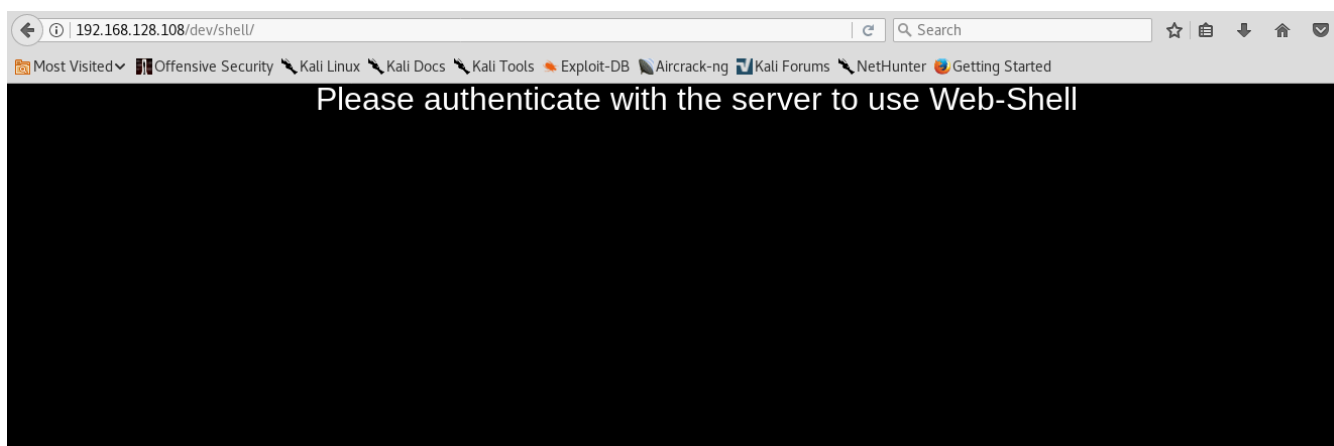 192.168.128.108/dev/shell/ Search
Most Visited Offensive Security Kali Linux Kali Docs Kali Tools Exploit-DB Aircrack-ng Kali Forums NetHunter Getting Started
Please authenticate with the server to use Web-Shell